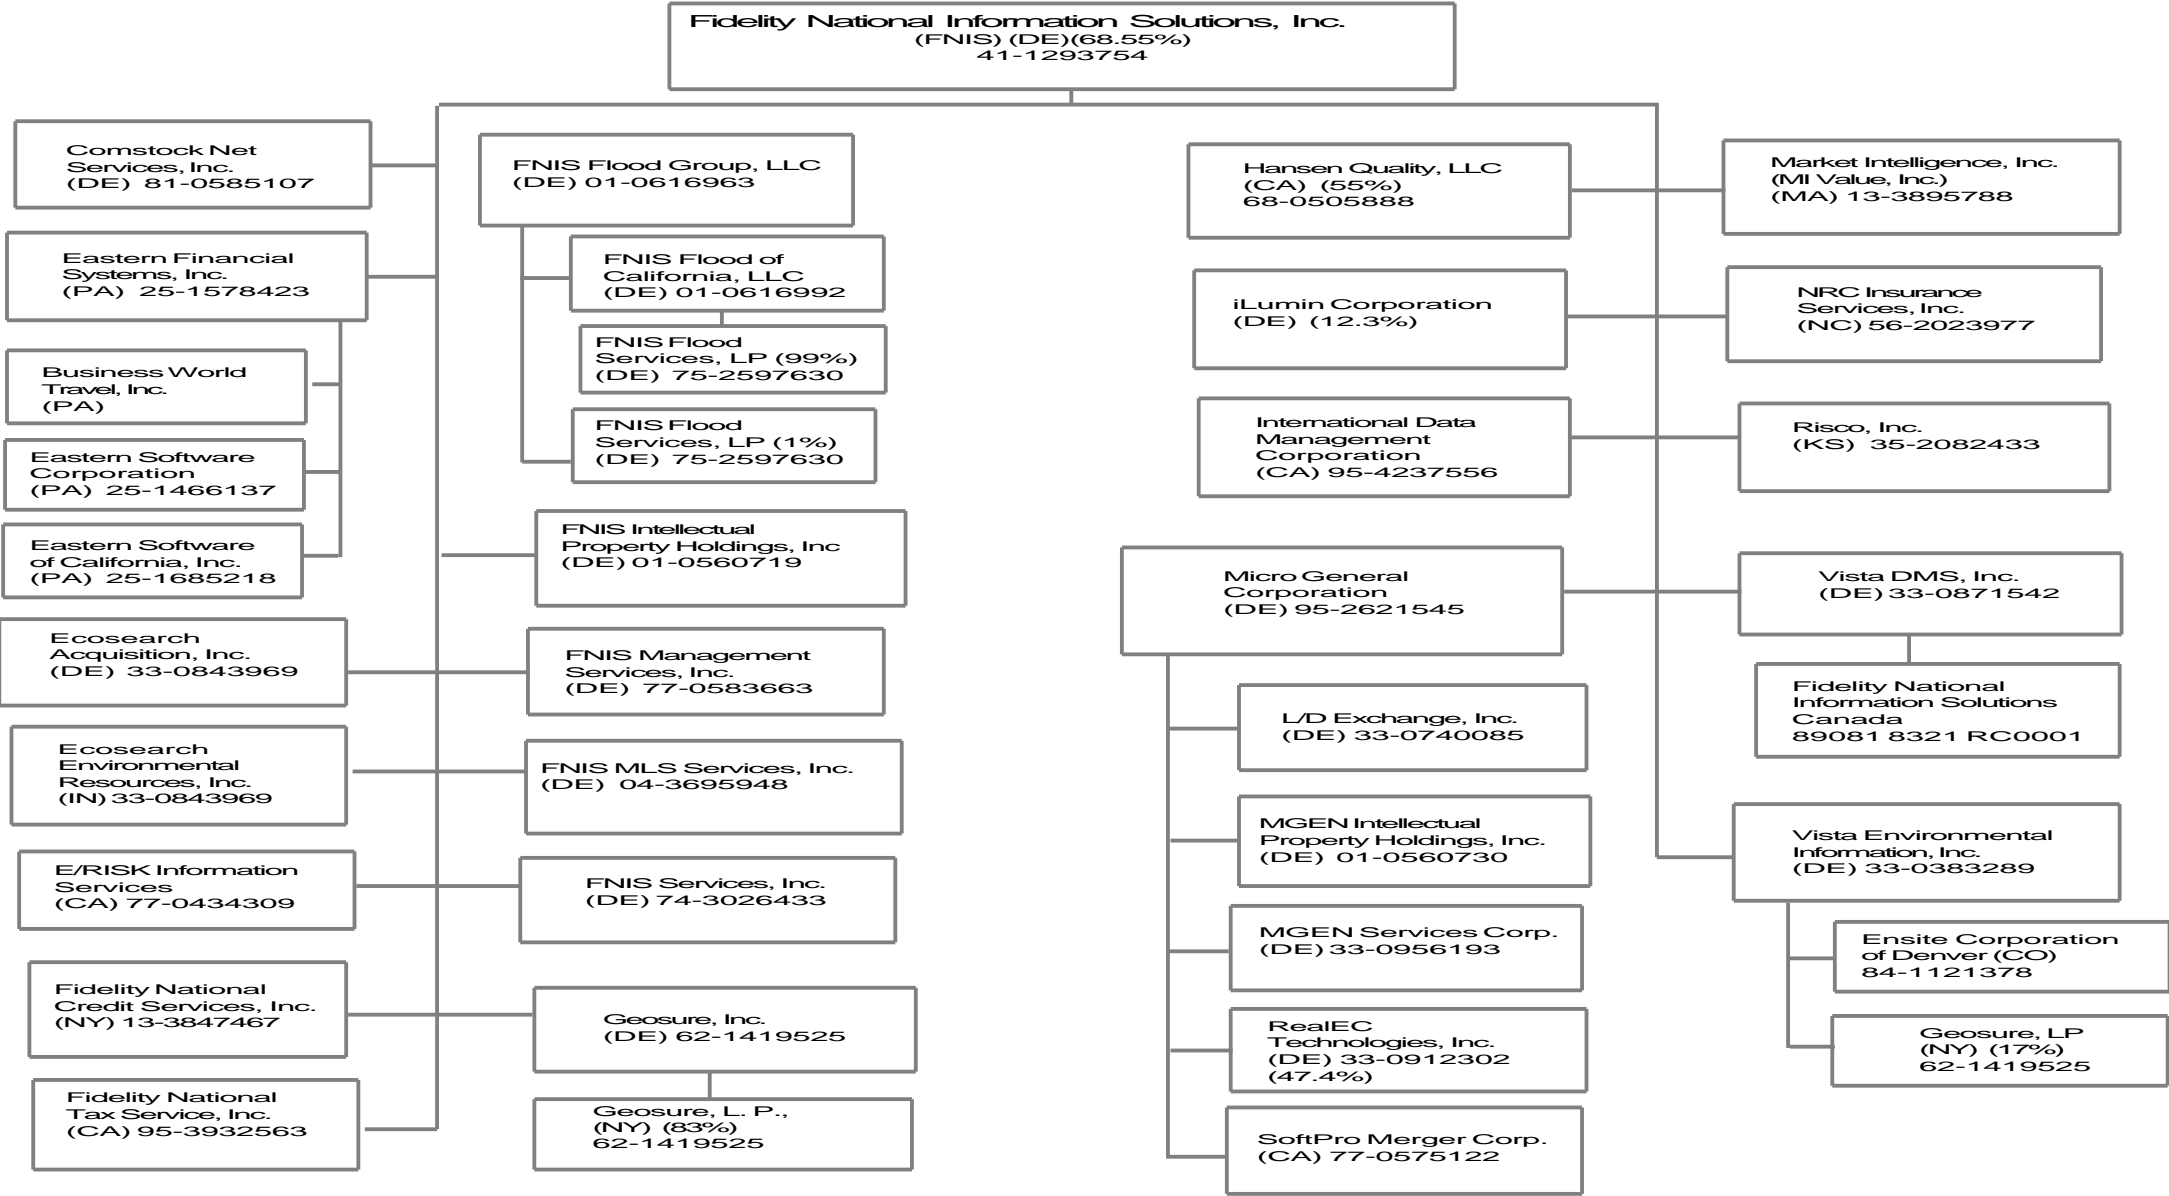 Fidelity National Information Solutions, Inc.
(FNIS) (DE)(68.55%)
41-1293754
Comstock Net
Services, Inc.
(DE) 81-0585107
Eastern Financial
Systems, Inc.
(PA) 25-1578423
Business World
Travel, Inc.
(PA)
Eastern Software
Corporation
(PA) 25-1466137
Eastern Software
of California, Inc.
(PA) 25-1685218
Ecosearch
Acquisition, Inc.
(DE) 33-0843969
Ecosearch
Environmental
Resources, Inc.
(IN) 33-0843969
E/RISK Information
Services
(CA) 77-0434309
Fidelity National
Credit Services, Inc.
(NY) 13-3847467
Fidelity National
Tax Service, Inc.
(CA) 95-3932563
FNIS Flood Group, LLC
(DE) 01-0616963
FNIS Flood of
California, LLC
(DE) 01-0616992
FNIS Flood
Services, LP (99%)
(DE) 75-2597630
FNIS Flood
Services, LP (1%)
(DE) 75-2597630
FNIS Intellectual
Property Holdings, Inc
(DE) 01-0560719
FNIS Management
Services, Inc.
(DE) 77-0583663
FNIS MLS Services, Inc.
(DE) 04-3695948
FNIS Services, Inc.
(DE) 74-3026433
Geosure, Inc.
(DE) 62-1419525
Geosure, L. P.,
(NY) (83%)
62-1419525
Hansen Quality, LLC
(CA) (55%)
68-0505888
iLumin Corporation
(DE) (12.3%)
International Data
Management
Corporation
(CA) 95-4237556
Micro General
Corporation
(DE) 95-2621545
L/D Exchange, Inc.
(DE) 33-0740085
MGEN Intellectual
Property Holdings, Inc.
(DE) 01-0560730
MGEN Services Corp.
(DE) 33-0956193
RealEC
Technologies, Inc.
(DE) 33-0912302
(47.4%)
SoftPro Merger Corp.
(CA) 77-0575122
Market Intelligence, Inc.
(MI Value, Inc.)
(MA) 13-3895788
NRC Insurance
Services, Inc.
(NC) 56-2023977
Risco, Inc.
(KS) 35-2082433
Vista DMS, Inc.
(DE) 33-0871542
Fidelity National
Information Solutions
Canada
89081 8321 RC0001
Vista Environmental
Information, Inc.
(DE) 33-0383289
Ensite Corporation
of Denver (CO)
84-1121378
Geosure, LP
(NY) (17%)
62-1419525